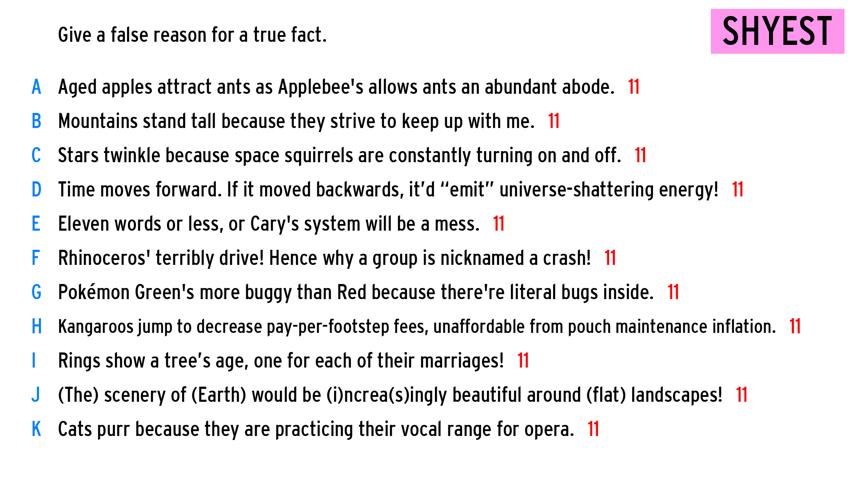 Give a false reason for a true fact.
SHYEST
A Aged apples attract ants as Applebee's allows ants an abundant abode. 11
B Mountains stand tall because they strive to keep up with me. 11
C Stars twinkle because space squirrels are constantly turning on and off. 11
D Time moves forward. If it moved backwards, it’d “emit” universe-shattering energy! 11
E Eleven words or less, or Cary's system will be a mess. 11
F Rhinoceros' terribly drive! Hence why a group is nicknamed a crash! 11
G Pokémon Green's more buggy than Red because there're literal bugs inside. 11
H Kangaroos jump to decrease pay-per-footstep fees, unaffordable from pouch maintenance inflation. 11
I Rings show a tree’s age, one for each of their marriages! 11
J (The) scenery of (Earth) would be (i)ncrea(s)ingly beautiful around (flat) landscapes! 11
K Cats purr because they are practicing their vocal range for opera. 11